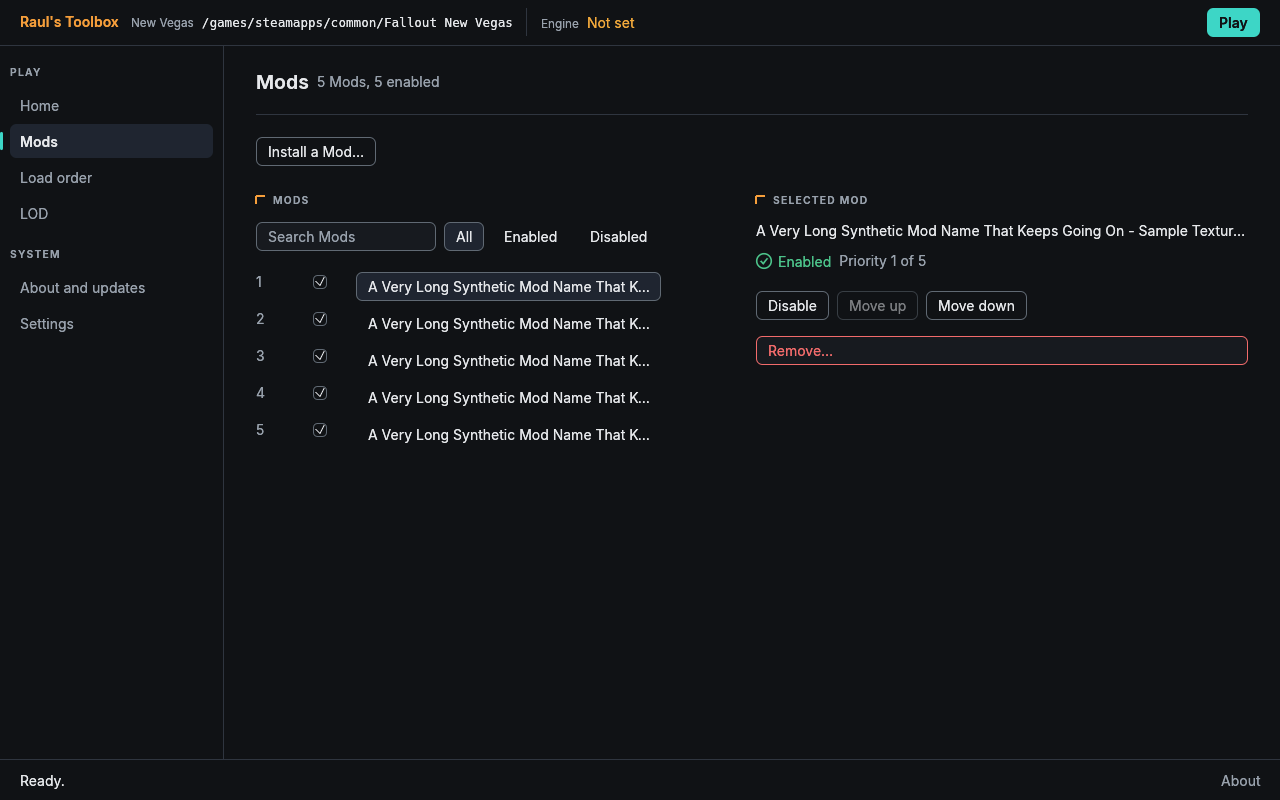 Raul's Toolbox New Vegas /games/steamapps/common/Fallout New Vegas Engine Not set Play
PLAY
Home
Mods
Load order
LOD
SYSTEM
About and updates
Settings
Mods 5 Mods, 5 enabled
Install a Mod...
MODS
Search Mods All Enabled Disabled
1 A Very Long Synthetic Mod Name That K...
2 A Very Long Synthetic Mod Name That K...
3 A Very Long Synthetic Mod Name That K...
4 A Very Long Synthetic Mod Name That K...
5 A Very Long Synthetic Mod Name That K...
SELECTED MOD
A Very Long Synthetic Mod Name That Keeps Going On - Sample Textur...
Enabled Priority 1 of 5
Disable Move up Move down
Remove...
Ready. About